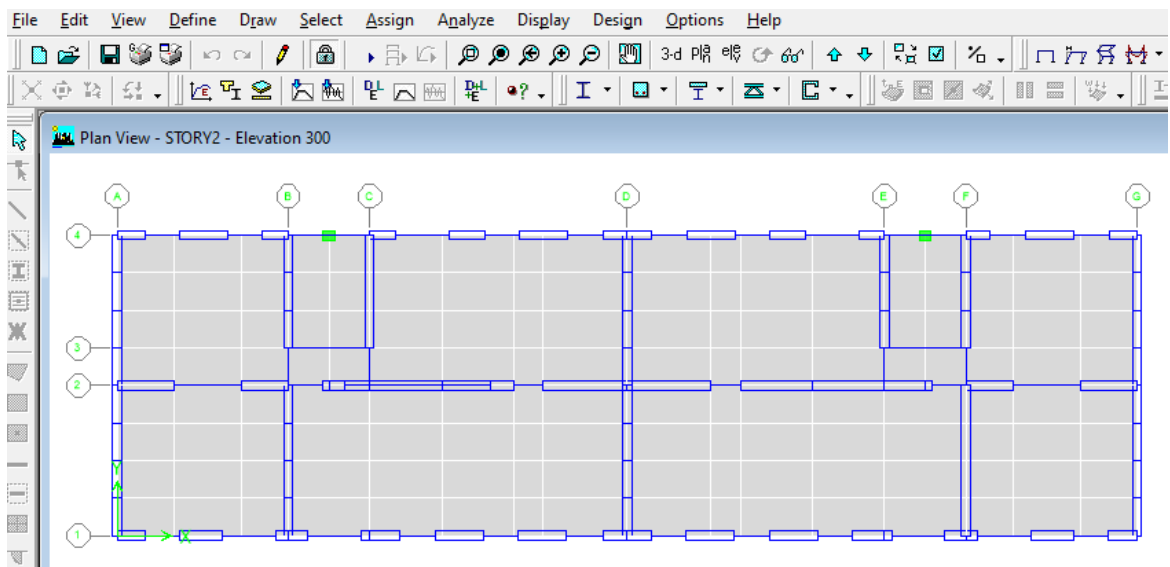 File Edit View Define Draw Select Assign Analyze Display Design Options Help
3-d
Plan View - STORY2 - Elevation 300
A B C D E F G
4
3
2
Y
1 X